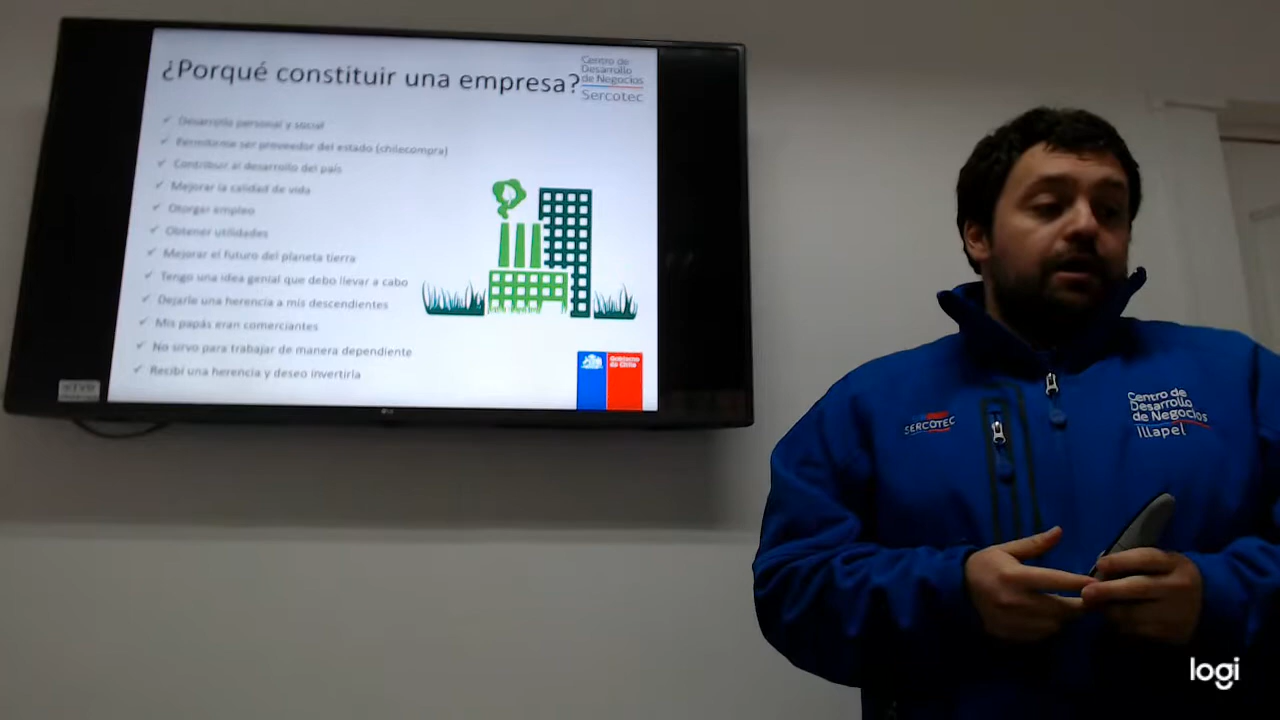 ¿Porqué constituir una empresa?
Centro de
Desarrollo
de Negocios
Sercotec
✓ Desarrollo personal y social
✓ Permitirme ser proveedor del estado (chilecompra)
✓ Contribuir al desarrollo del país
✓ Mejorar la calidad de vida
✓ Otorgar empleo
✓ Obtener utilidades
✓ Mejorar el futuro del planeta tierra
✓ Tengo una idea genial que debo llevar a cabo
✓ Dejarle una herencia a mis descendientes
✓ Mis papás eran comerciantes
✓ No sirvo para trabajar de manera dependiente
✓ Recibí una herencia y deseo invertirla
Gobierno
de Chile
LG
SERCOTEC
Centro de
Desarrollo
de Negocios
Illapel
logi